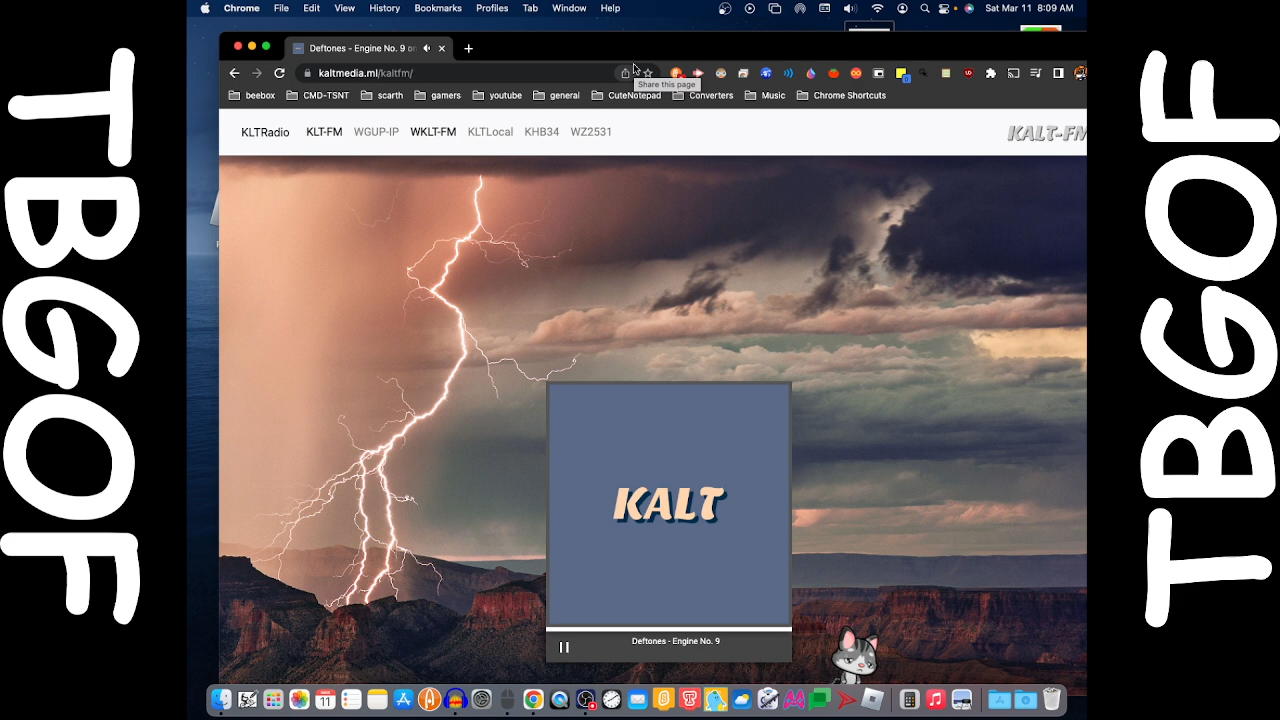 TBGOF
Chrome File Edit View History Bookmarks Profiles Tab Window Help Sat Mar 11 8:09 AM
Deftones - Engine No. 9 on
kaltmedia.ml/kaltfm/
Share this page
beebox CMD-TSNT scarth gamers youtube general CuteNotepad Converters Music Chrome Shortcuts
KLTRadio KLT-FM WGUP-IP WKLT-FM KLTLocal KHB34 WZ2531 KALT-FM
KALT
Deftones - Engine No. 9
11
TBGOF